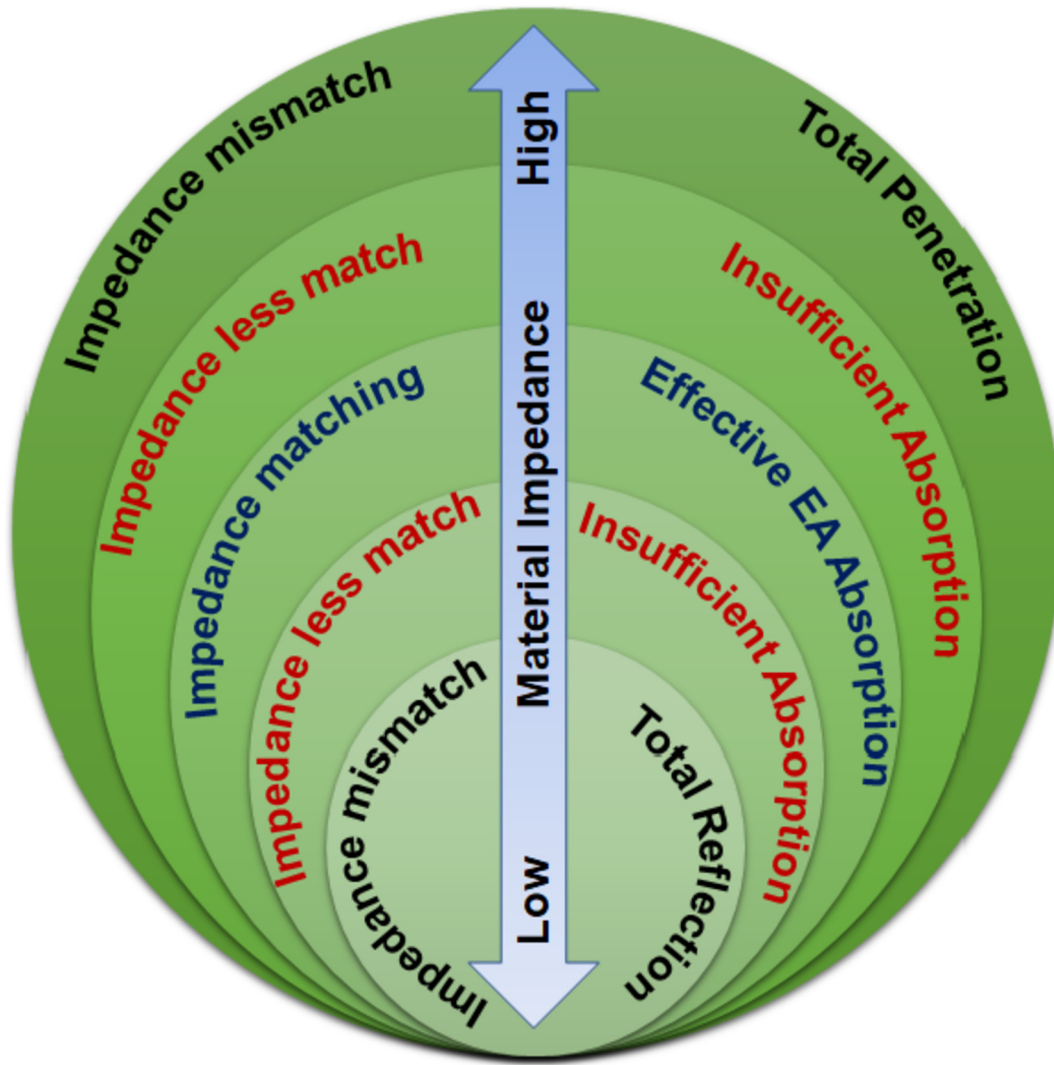 Impedance mismatch
Total Penetration
Impedance less match
Insufficient Absorption
Impedance matching
Effective EA Absorption
Impedance less match
Insufficient Absorption
Impedance mismatch
Total Reflection
High
Material Impedance
Low